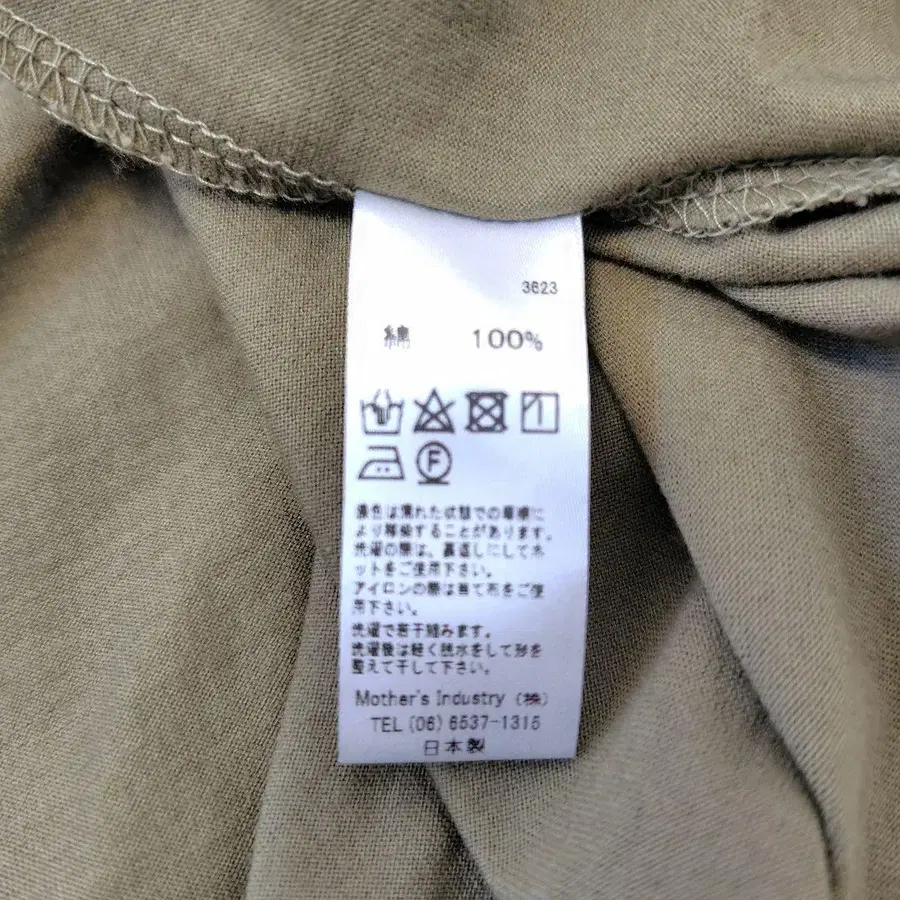 3623
綿 100%
F
濃色は濡れた状態での摩擦に
より移染することがあります。
洗濯の際は、裏返しにしてネ
ットをご使用下さい。
アイロンの際は当て布をご使
用下さい。
洗濯で若干縮みます。
洗濯後は軽く脱水をして形を
整えて干して下さい。
Mother's Industry (株)
TEL (06) 6537-1315
日本製